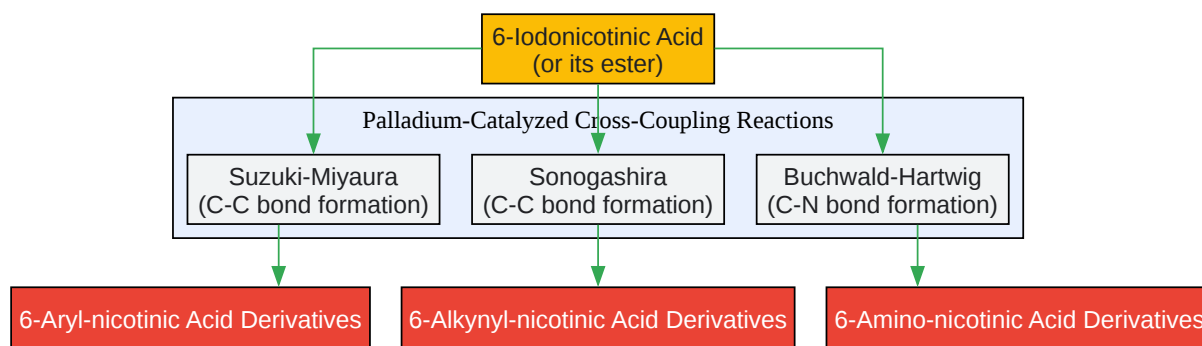 6-Iodonicotinic Acid
(or its ester)
Palladium-Catalyzed Cross-Coupling Reactions
Suzuki-Miyaura
(C-C bond formation)
Sonogashira
(C-C bond formation)
Buchwald-Hartwig
(C-N bond formation)
6-Aryl-nicotinic Acid Derivatives
6-Alkynyl-nicotinic Acid Derivatives
6-Amino-nicotinic Acid Derivatives